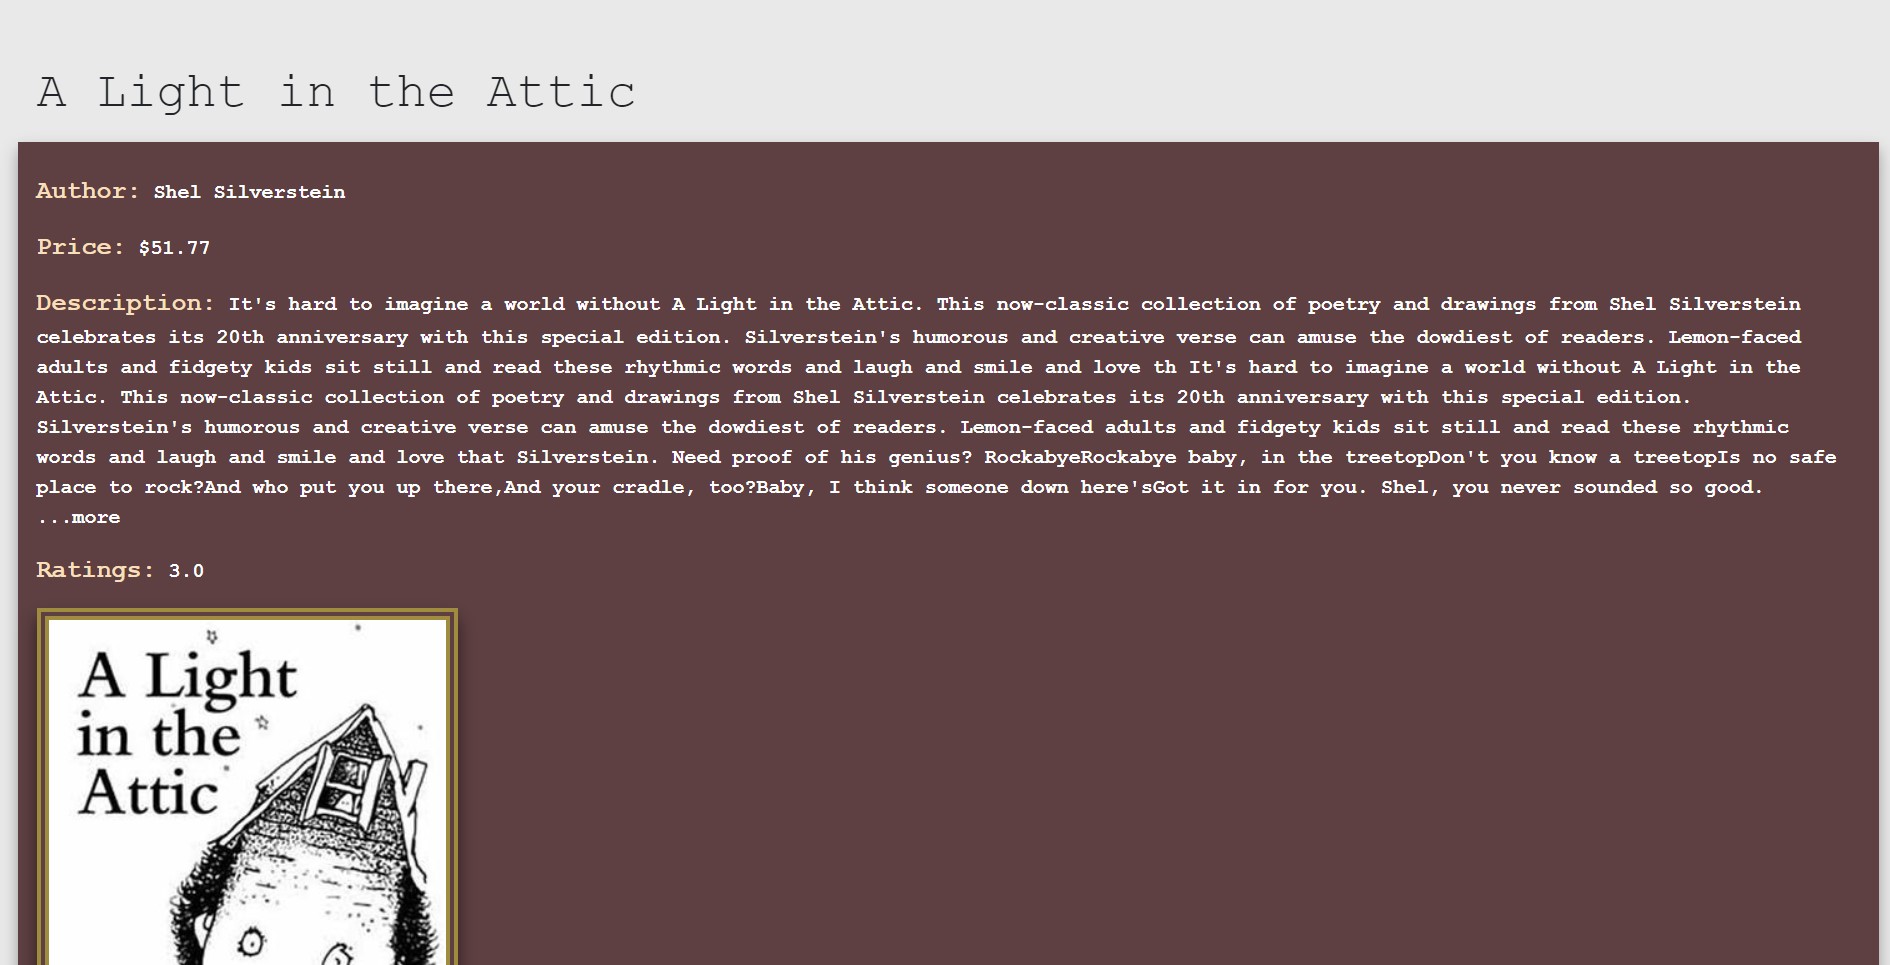 A Light in the Attic
Author: Shel Silverstein
Price: $51.77
Description: It's hard to imagine a world without A Light in the Attic. This now-classic collection of poetry and drawings from Shel Silverstein
celebrates its 20th anniversary with this special edition. Silverstein's humorous and creative verse can amuse the dowdiest of readers. Lemon-faced
adults and fidgety kids sit still and read these rhythmic words and laugh and smile and love th It's hard to imagine a world without A Light in the
Attic. This now-classic collection of poetry and drawings from Shel Silverstein celebrates its 20th anniversary with this special edition.
Silverstein's humorous and creative verse can amuse the dowdiest of readers. Lemon-faced adults and fidgety kids sit still and read these rhythmic
words and laugh and smile and love that Silverstein. Need proof of his genius? RockabyeRockabye baby, in the treetopDon't you know a treetopIs no safe
place to rock?And who put you up there,And your cradle, too?Baby, I think someone down here'sGot it in for you. Shel, you never sounded so good.
...more
Ratings: 3.0
A Light
in the
Attic